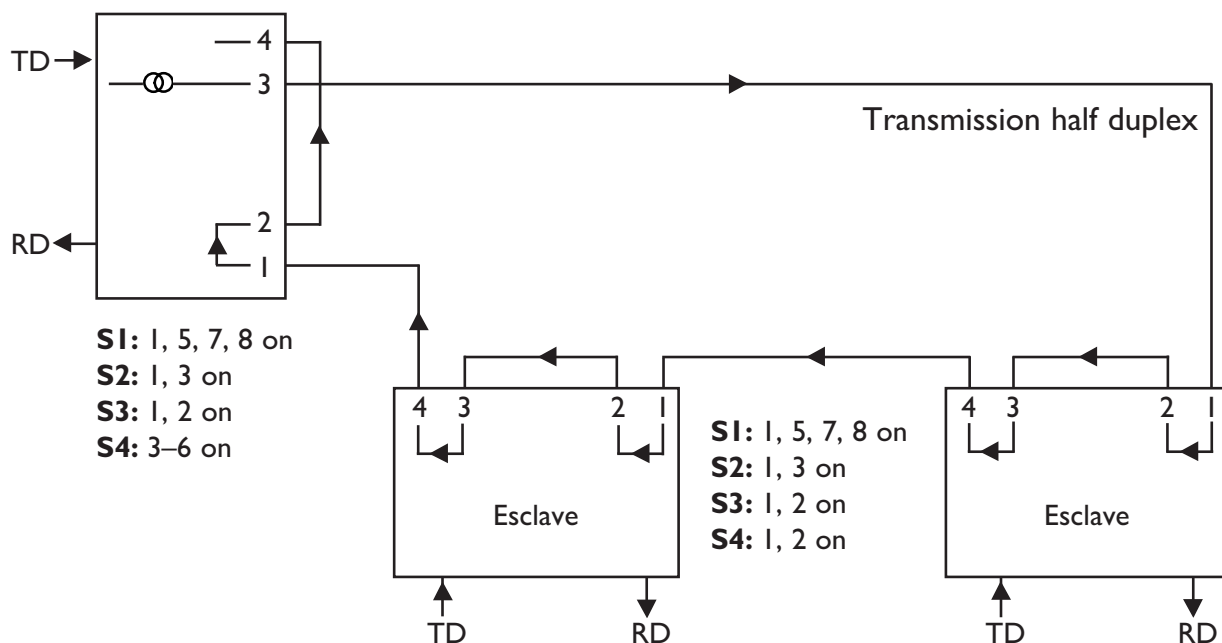 4
TD
3
Transmission half duplex
2
RD
1
S1: 1, 5, 7, 8 on
S2: 1, 3 on
S3: 1, 2 on
S4: 3–6 on
4 3 2 1
4 3 2 1
S1: 1, 5, 7, 8 on
S2: 1, 3 on
S3: 1, 2 on
S4: 1, 2 on
Esclave
Esclave
TD RD
TD RD